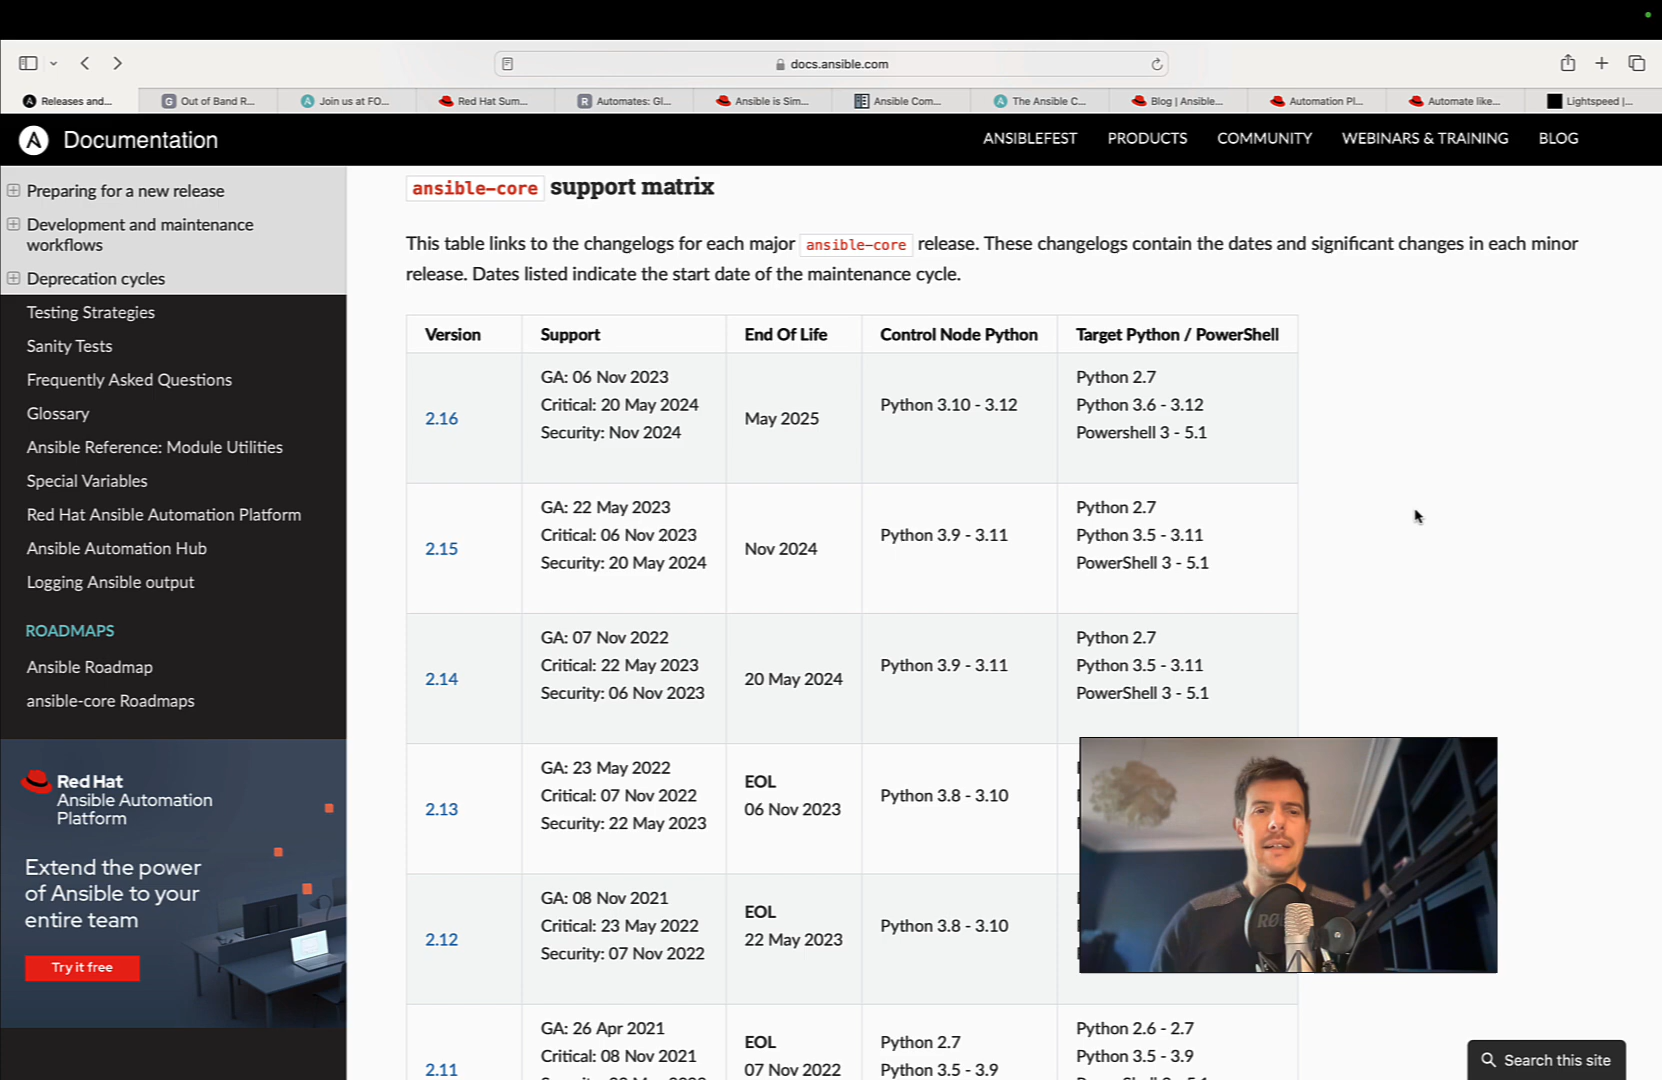 docs.ansible.com
Releases and...
Out of Band R...
Join us at FO...
Red Hat Sum...
Automates: Gl...
Ansible is Sim...
Ansible Com...
The Ansible C...
Blog | Ansible...
Automation Pl...
Automate like...
Lightspeed |...
Documentation
ANSIBLEFEST
PRODUCTS
COMMUNITY
WEBINARS & TRAINING
BLOG
Preparing for a new release
Development and maintenance
workflows
Deprecation cycles
Testing Strategies
Sanity Tests
Frequently Asked Questions
Glossary
Ansible Reference: Module Utilities
Special Variables
Red Hat Ansible Automation Platform
Ansible Automation Hub
Logging Ansible output
ROADMAPS
Ansible Roadmap
ansible-core Roadmaps
Red Hat
Ansible Automation
Platform
Extend the power
of Ansible to your
entire team
Try it free
ansible-core support matrix
This table links to the changelogs for each major ansible-core release. These changelogs contain the dates and significant changes in each minor
release. Dates listed indicate the start date of the maintenance cycle.
Version
Support
End Of Life
Control Node Python
Target Python / PowerShell
2.16
GA: 06 Nov 2023
Critical: 20 May 2024
Security: Nov 2024
May 2025
Python 3.10 - 3.12
Python 2.7
Python 3.6 - 3.12
Powershell 3 - 5.1
2.15
GA: 22 May 2023
Critical: 06 Nov 2023
Security: 20 May 2024
Nov 2024
Python 3.9 - 3.11
Python 2.7
Python 3.5 - 3.11
PowerShell 3 - 5.1
2.14
GA: 07 Nov 2022
Critical: 22 May 2023
Security: 06 Nov 2023
20 May 2024
Python 3.9 - 3.11
Python 2.7
Python 3.5 - 3.11
PowerShell 3 - 5.1
2.13
GA: 23 May 2022
Critical: 07 Nov 2022
Security: 22 May 2023
EOL
06 Nov 2023
Python 3.8 - 3.10
2.12
GA: 08 Nov 2021
Critical: 23 May 2022
Security: 07 Nov 2022
EOL
22 May 2023
Python 3.8 - 3.10
2.11
GA: 26 Apr 2021
Critical: 08 Nov 2021
EOL
07 Nov 2022
Python 2.7
Python 3.5 - 3.9
Python 2.6 - 2.7
Python 3.5 - 3.9
Search this site